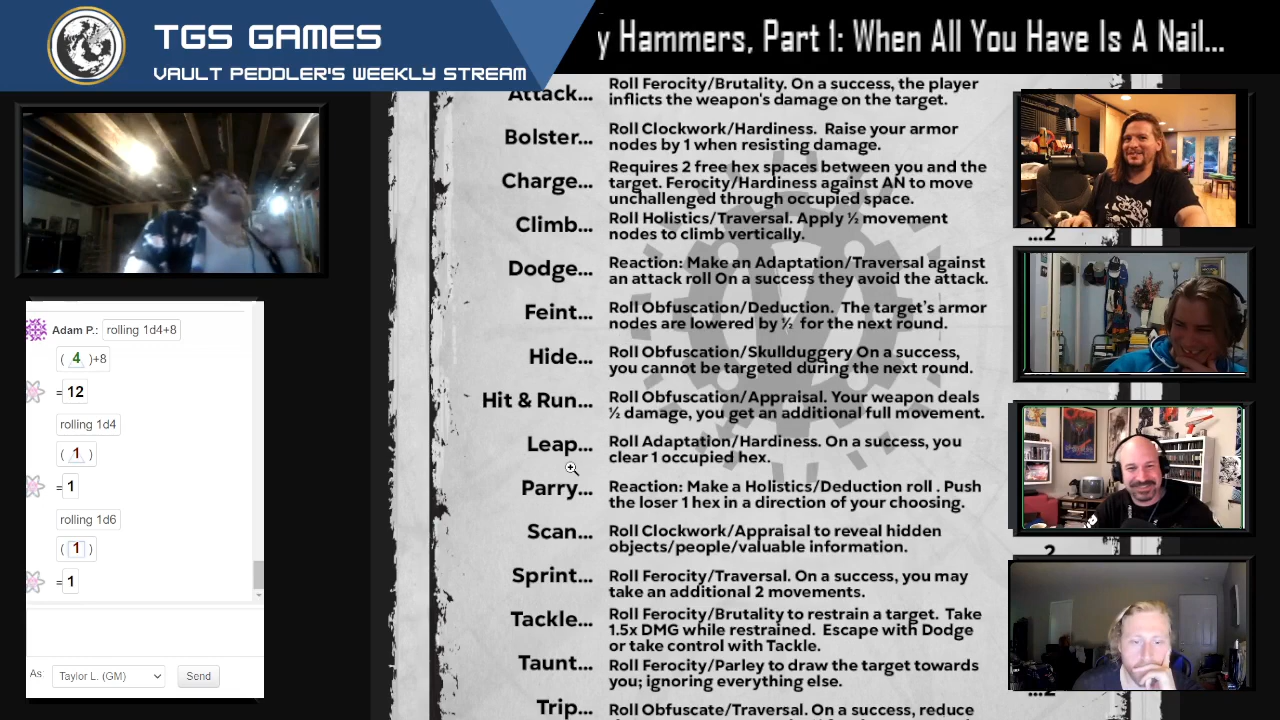 TGS GAMES
VAULT PEDDLER'S WEEKLY STREAM
y Hammers, Part 1: When All You Have Is A Nail...
Attack... Roll Ferocity/Brutality. On a success, the player
inflicts the weapon's damage on the target.
Bolster... Roll Clockwork/Hardiness. Raise your armor
nodes by 1 when resisting damage.
Charge... Requires 2 free hex spaces between you and the
target. Ferocity/Hardiness against AN to move
unchallenged through occupied space.
Climb... Roll Holistics/Traversal. Apply ½ movement
nodes to climb vertically.
Dodge... Reaction: Make an Adaptation/Traversal against
an attack roll On a success they avoid the attack.
Feint... Roll Obfuscation/Deduction. The target's armor
nodes are lowered by ½ for the next round.
Hide... Roll Obfuscation/Skullduggery On a success,
you cannot be targeted during the next round.
Hit & Run... Roll Obfuscation/Appraisal. Your weapon deals
½ damage, you get an additional full movement.
Leap... Roll Adaptation/Hardiness. On a success, you
clear 1 occupied hex.
Parry... Reaction: Make a Holistics/Deduction roll . Push
the loser 1 hex in a direction of your choosing.
Scan... Roll Clockwork/Appraisal to reveal hidden
objects/people/valuable information.
Sprint... Roll Ferocity/Traversal. On a success, you may
take an additional 2 movements.
Tackle... Roll Ferocity/Brutality to restrain a target. Take
1.5x DMG while restrained. Escape with Dodge
or take control with Tackle.
Taunt... Roll Ferocity/Parley to draw the target towards
you; ignoring everything else.
Trip... Roll Obfuscate/Traversal. On a success, reduce
...2
2
...2
Adam P.: rolling 1d4+8
( 4 )+8
= 12
rolling 1d4
( 1 )
= 1
rolling 1d6
( 1 )
= 1
As: Taylor L. (GM) Send